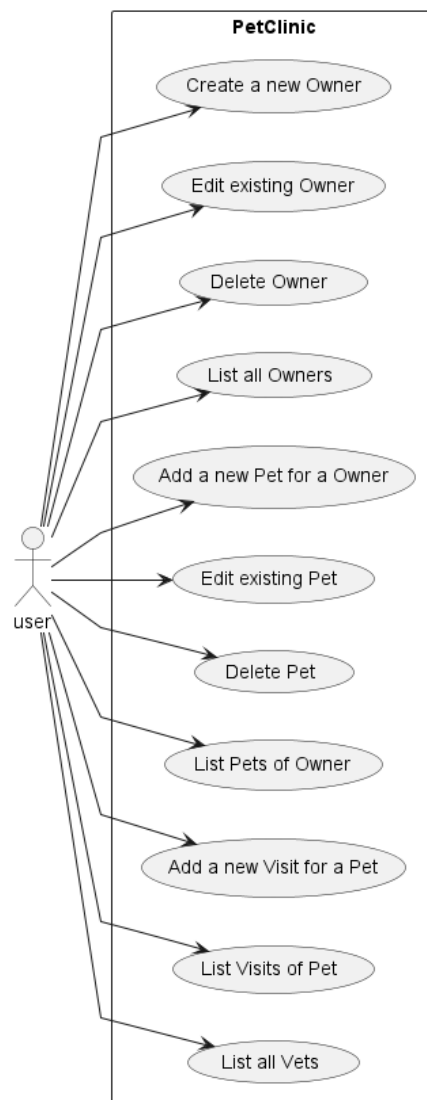 PetClinic
Create a new Owner
Edit existing Owner
Delete Owner
List all Owners
Add a new Pet for a Owner
Edit existing Pet
user
Delete Pet
List Pets of Owner
Add a new Visit for a Pet
List Visits of Pet
List all Vets